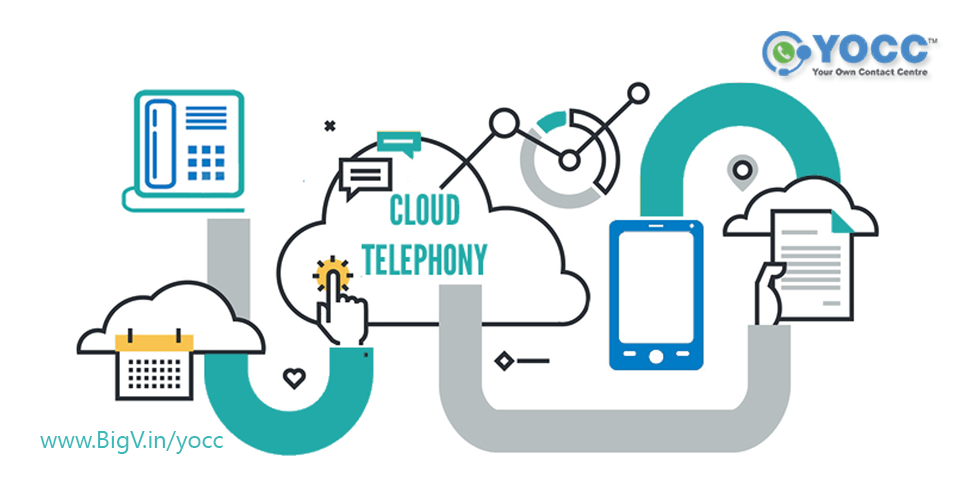 YOCC™
Your Own Contact Centre
CLOUD
TELEPHONY
www.BigV.in/yocc